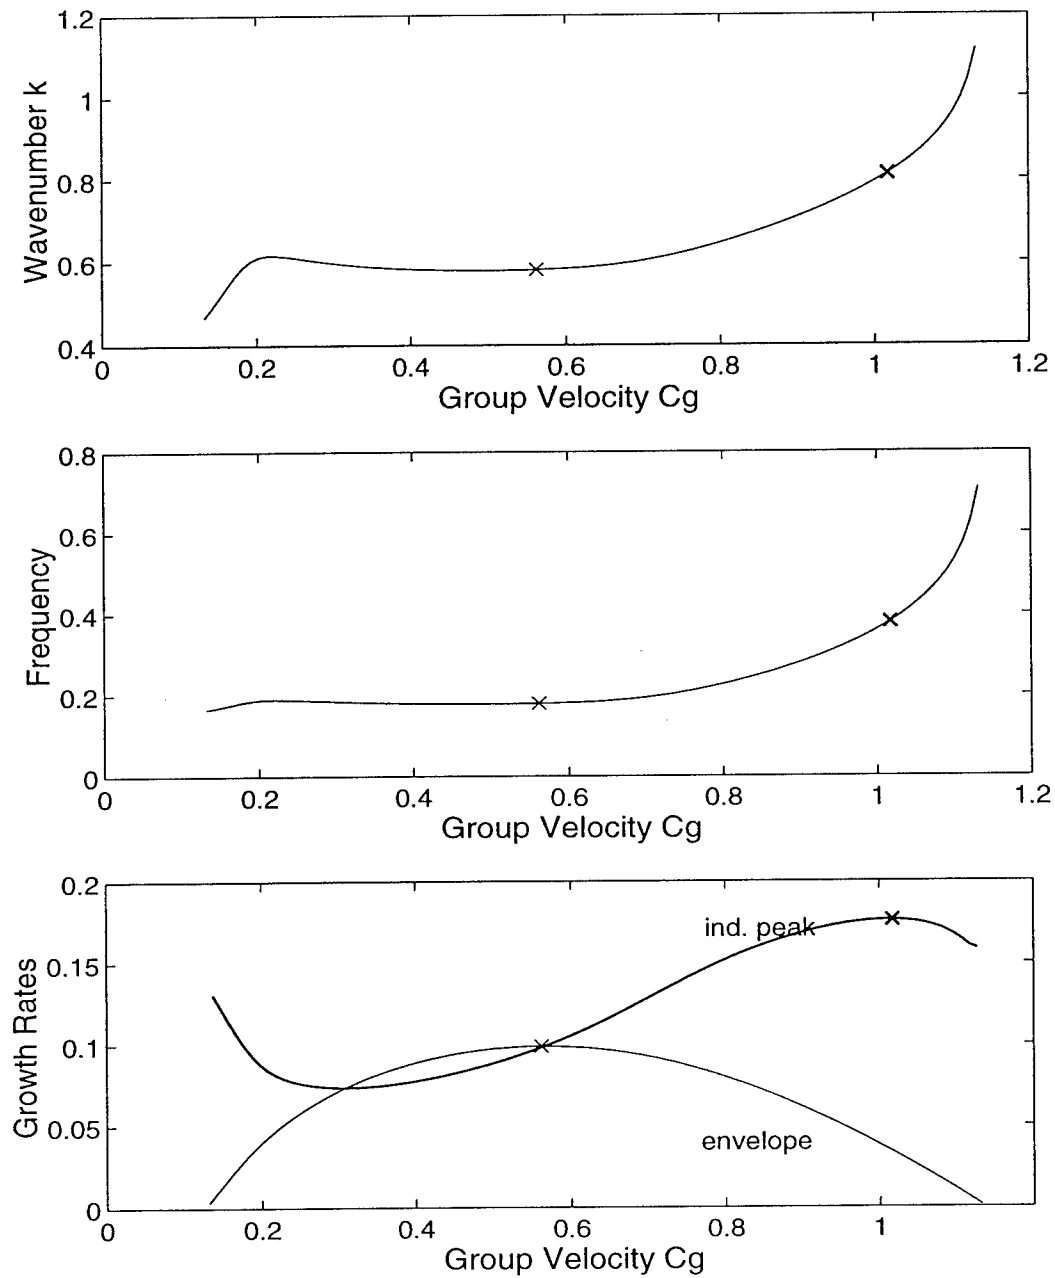 1.2
1
0.8
0.6
0.4
Wavenumber k
0 0.2 0.4 0.6 0.8 1 1.2
Group Velocity Cg
0.8
0.6
0.4
0.2
0
Frequency
0 0.2 0.4 0.6 0.8 1 1.2
Group Velocity Cg
0.2
0.15
0.1
0.05
0
Growth Rates
ind. peak
envelope
0 0.2 0.4 0.6 0.8 1
Group Velocity Cg